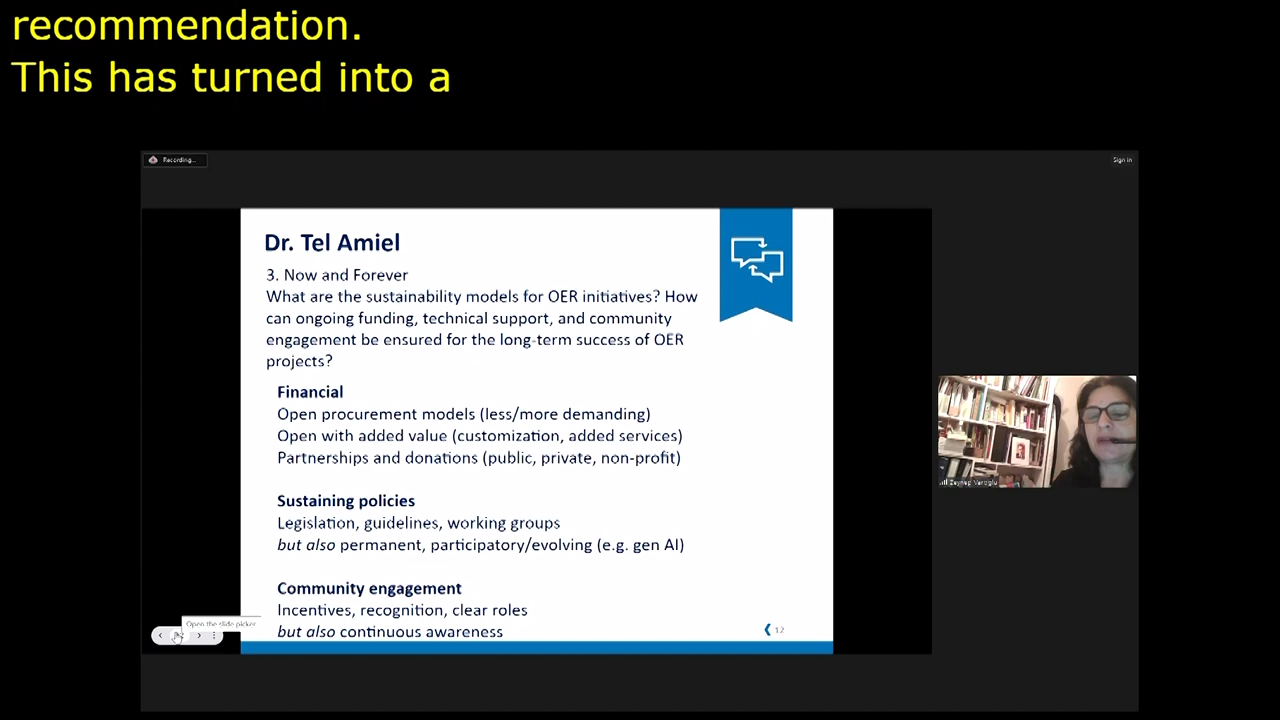 recommendation.
This has turned into a
Recording...
Sign in
Dr. Tel Amiel
3. Now and Forever
What are the sustainability models for OER initiatives? How
can ongoing funding, technical support, and community
engagement be ensured for the long-term success of OER
projects?
Financial
Open procurement models (less/more demanding)
Open with added value (customization, added services)
Partnerships and donations (public, private, non-profit)
Sustaining policies
Legislation, guidelines, working groups
but also permanent, participatory/evolving (e.g. gen AI)
Community engagement
Incentives, recognition, clear roles
but also continuous awareness
Open the slide picker
12
Zeynep Varoglu